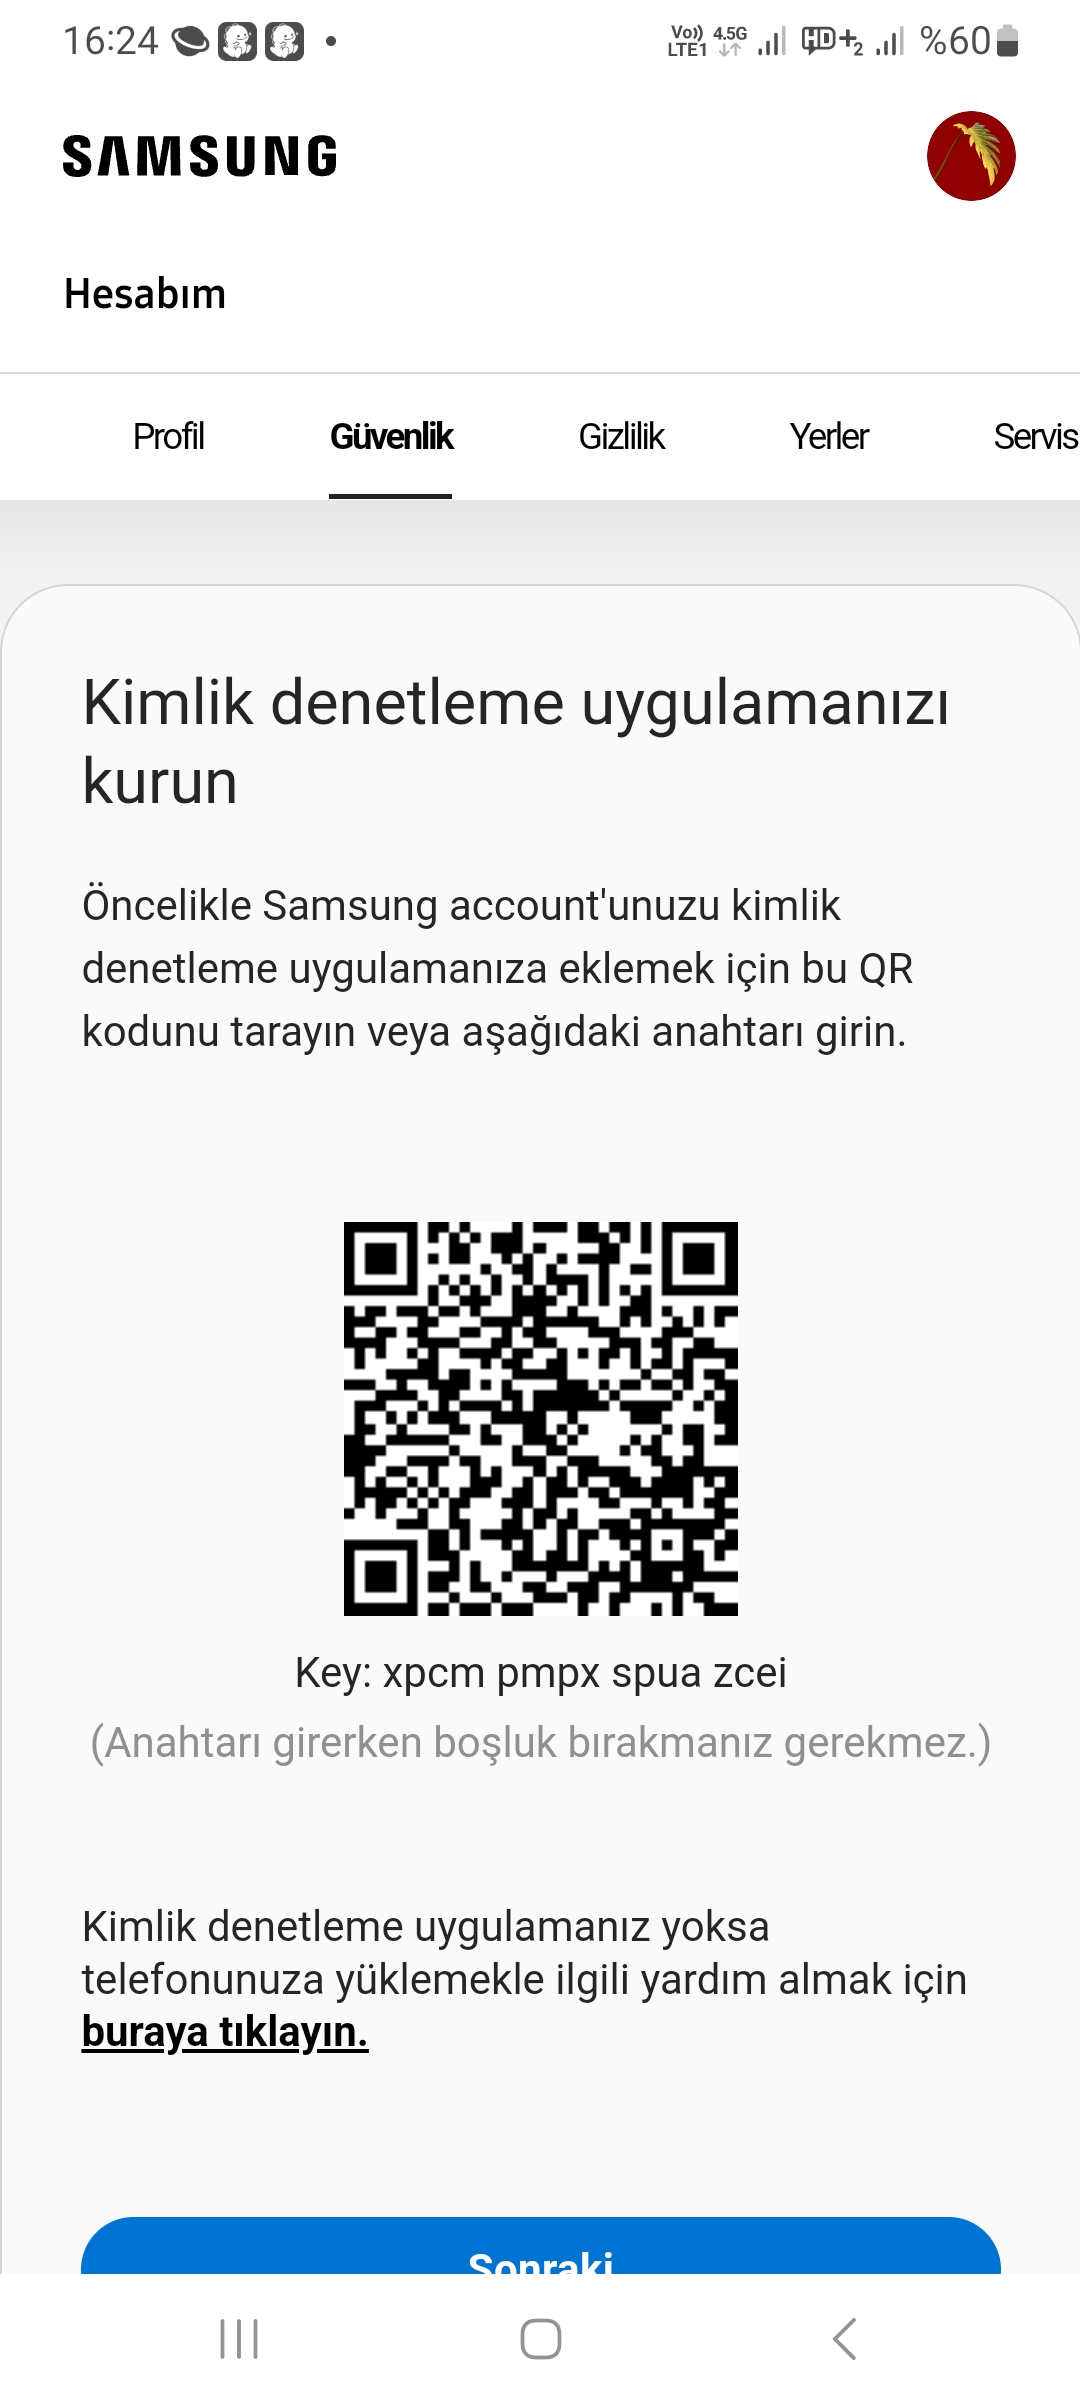 16:24
Vo)) LTE1 4.5G HD+2 %60
SAMSUNG
Hesabım
Profil Güvenlik Gizlilik Yerler Servis
Kimlik denetleme uygulamanızı
kurun
Öncelikle Samsung account'unuzu kimlik
denetleme uygulamanıza eklemek için bu QR
kodunu tarayın veya aşağıdaki anahtarı girin.
Key: xpcm pmpx spua zcei
(Anahtarı girerken boşluk bırakmanız gerekmez.)
Kimlik denetleme uygulamanız yoksa
telefonunuza yüklemekle ilgili yardım almak için
buraya tıklayın.
Sonraki